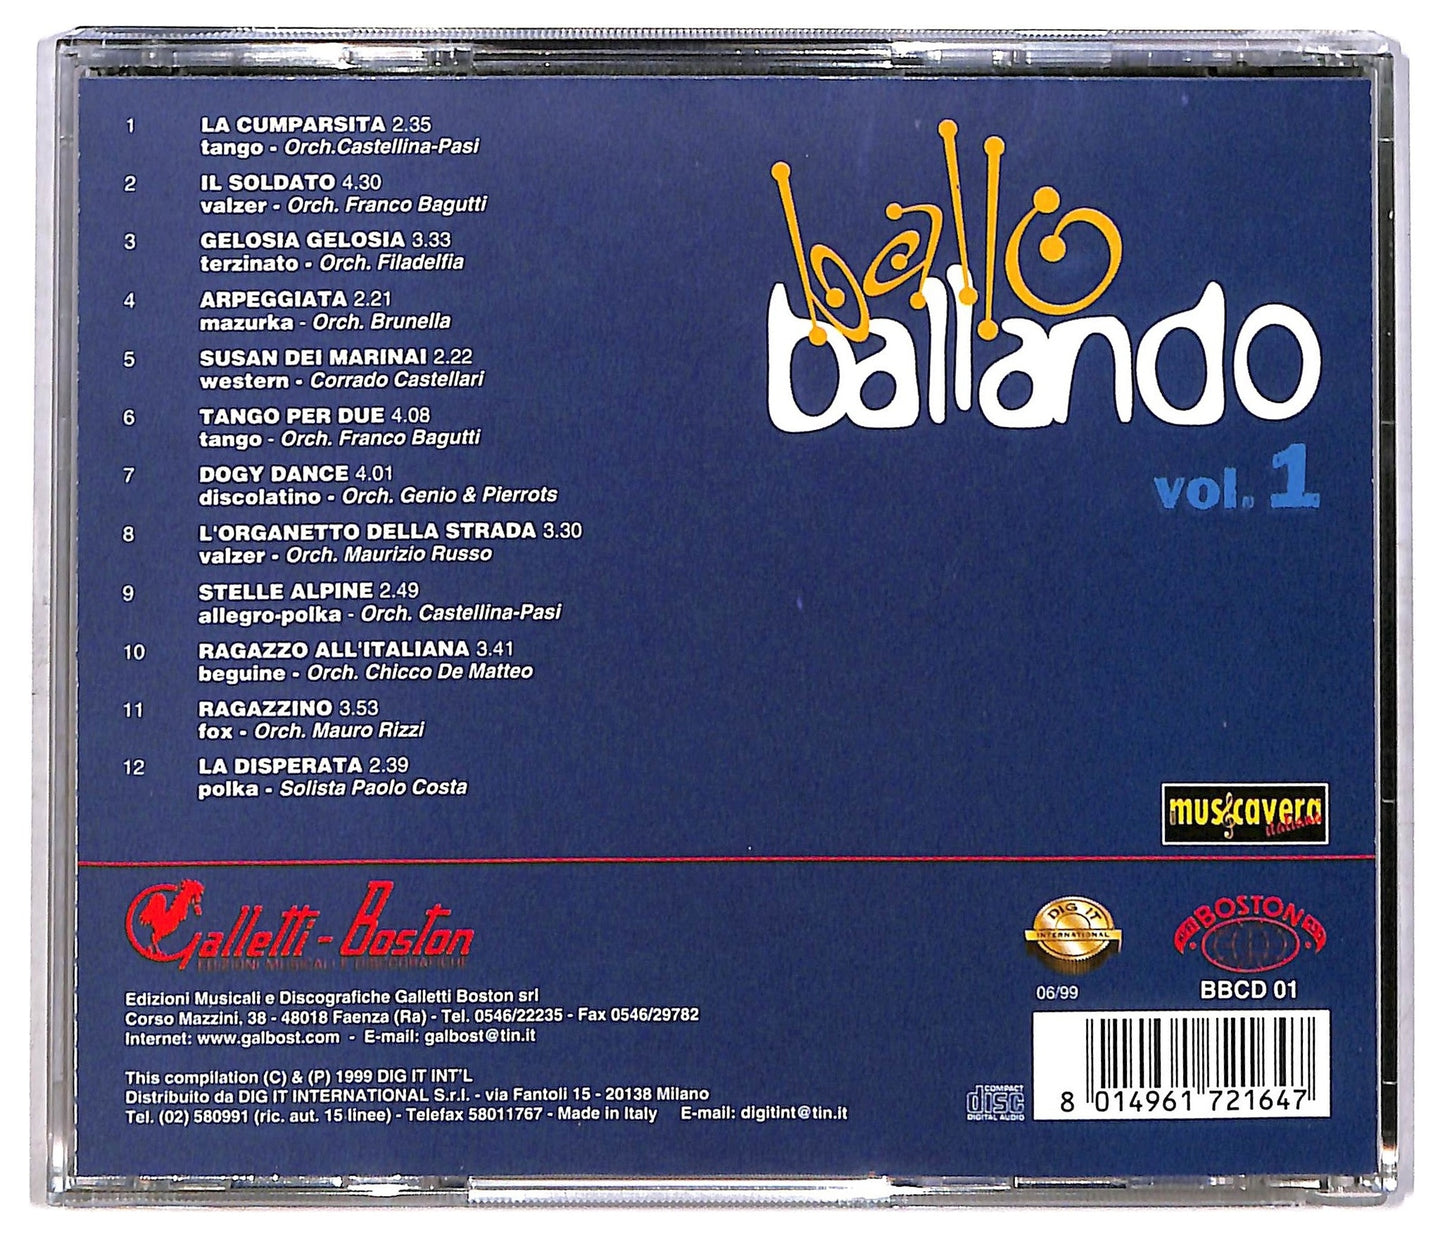 1 LA CUMPARSITA 2.35
tango - Orch.Castellina-Pasi
2 IL SOLDATO 4.30
valzer - Orch. Franco Bagutti
3 GELOSIA GELOSIA 3.33
terzinato - Orch. Filadelfia
4 ARPEGGIATA 2.21
mazurka - Orch. Brunella
5 SUSAN DEI MARINAI 2.22
western - Corrado Castellari
6 TANGO PER DUE 4.08
tango - Orch. Franco Bagutti
7 DOGY DANCE 4.01
discolatino - Orch. Genio & Pierrots
8 L'ORGANETTO DELLA STRADA 3.30
valzer - Orch. Maurizio Russo
9 STELLE ALPINE 2.49
allegro-polka - Orch. Castellina-Pasi
10 RAGAZZO ALL'ITALIANA 3.41
beguine - Orch. Chicco De Matteo
11 RAGAZZINO 3.53
fox - Orch. Mauro Rizzi
12 LA DISPERATA 2.39
polka - Solista Paolo Costa
ballo
ballando
vol. 1
musicavera
italiana
Galletti-Boston
EDIZIONI MUSICALI E DISCOGRAFICHE
Edizioni Musicali e Discografiche Galletti Boston srl
Corso Mazzini, 38 - 48018 Faenza (Ra) - Tel. 0546/22235 - Fax 0546/29782
Internet: www.galbost.com - E-mail: galbost@tin.it
This compilation (C) & (P) 1999 DIG IT INT'L
Distribuito da DIG IT INTERNATIONAL S.r.l. - via Fantoli 15 - 20138 Milano
Tel. (02) 580991 (ric. aut. 15 linee) - Telefax 58011767 - Made in Italy E-mail: digitint@tin.it
DIG IT
INTERNATIONAL
06/99
BOSTON
BBCD 01
COMPACT
disc
DIGITAL AUDIO
8 014961 721647